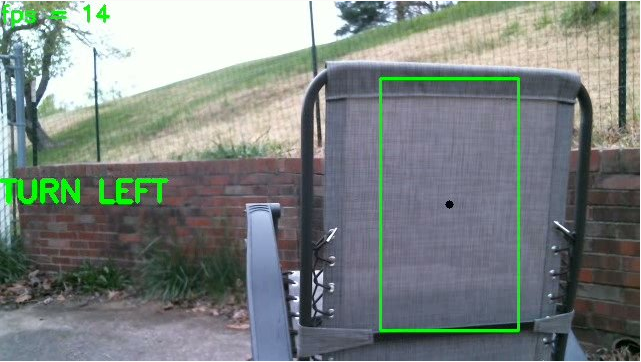 fps = 14
TURN LEFT